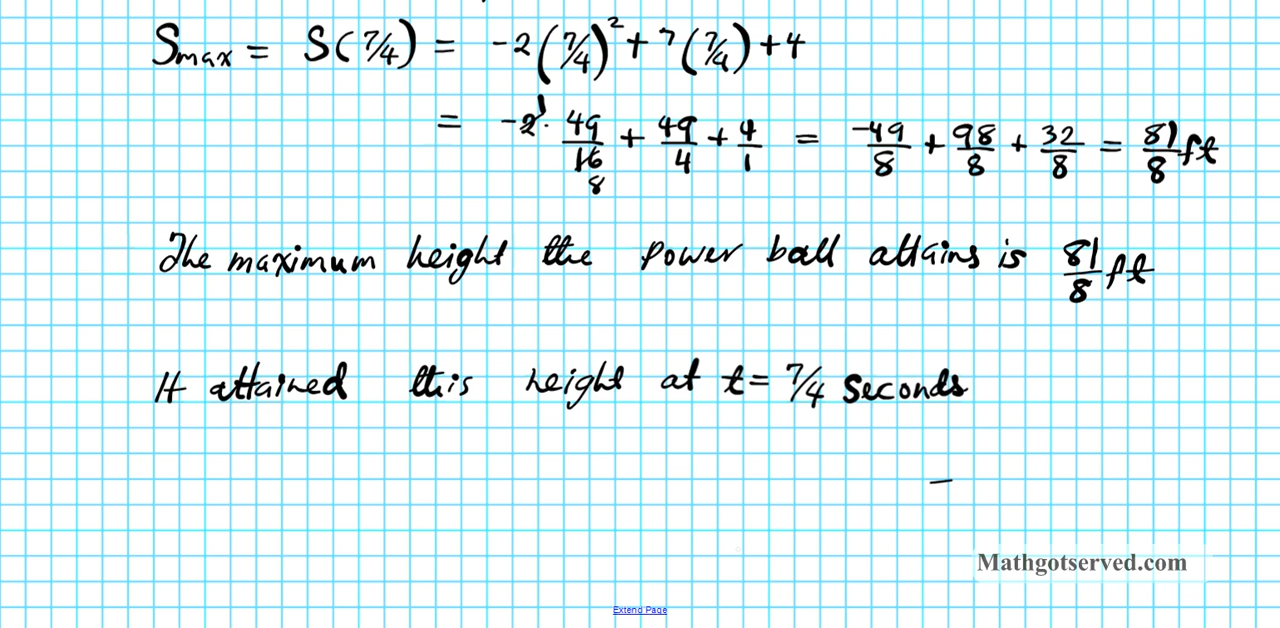 Smax = S(7/4) = -2(7/4)² + 7(7/4) + 4
= -2¹ · 49/16 8 + 49/4 + 4/1 = -49/8 + 98/8 + 32/8 = 81/8 ft
The maximum height the power ball attains is 81/8 ft
It attained this height at t = 7/4 seconds
Mathgotserved.com
Extend Page